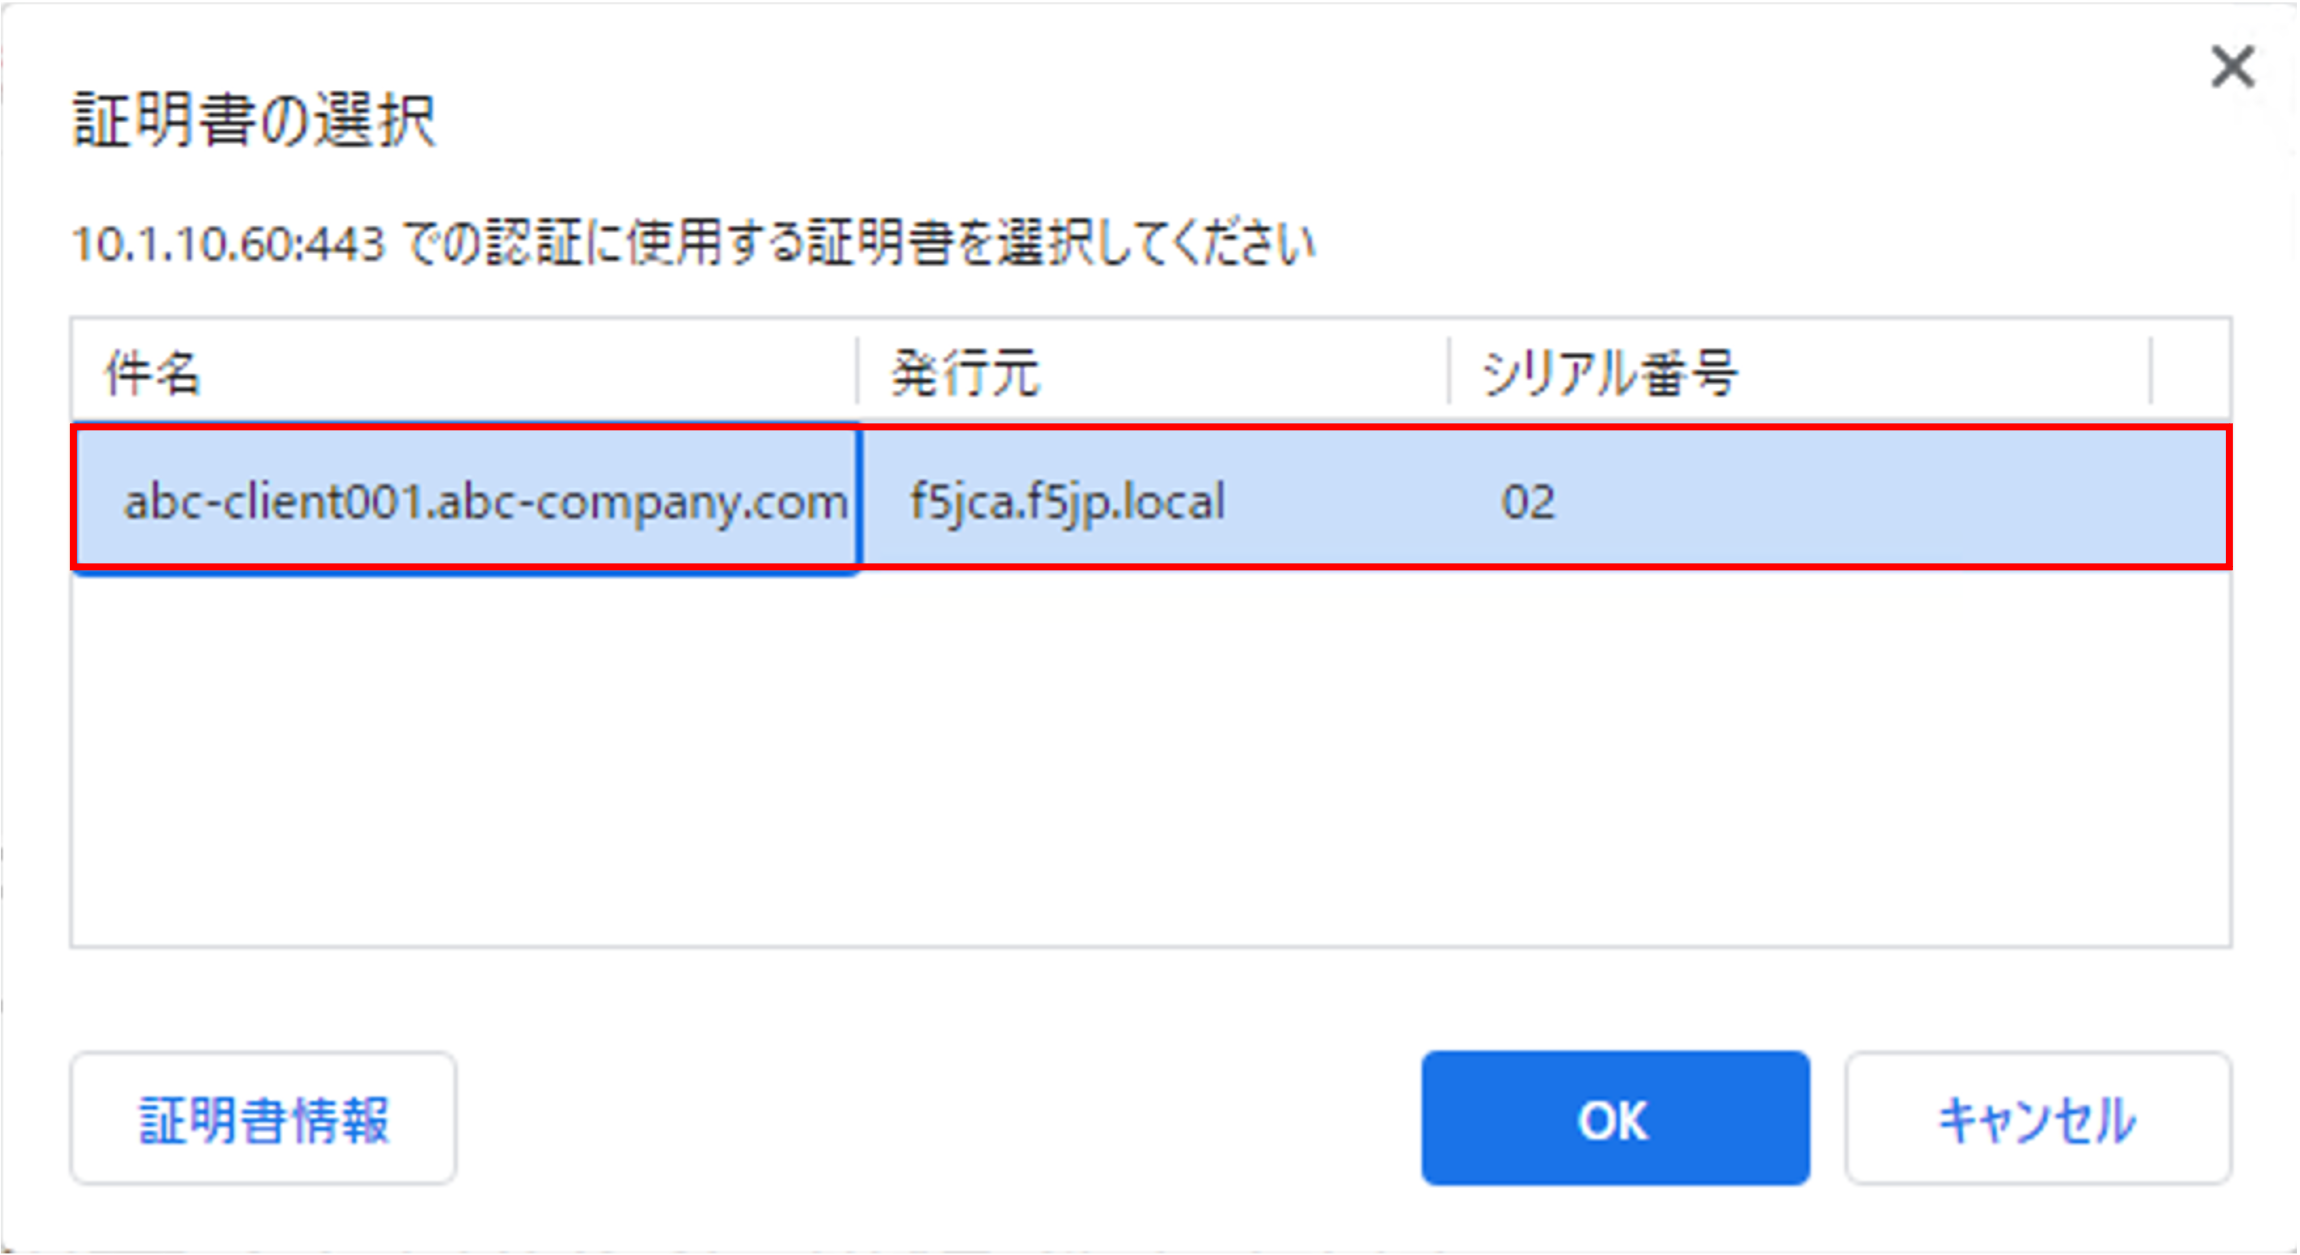 証明書の選択
10.1.10.60:443 での認証に使用する証明書を選択してください
件名 発行元 シリアル番号
abc-client001.abc-company.com f5jca.f5jp.local 02
証明書情報 OK キャンセル